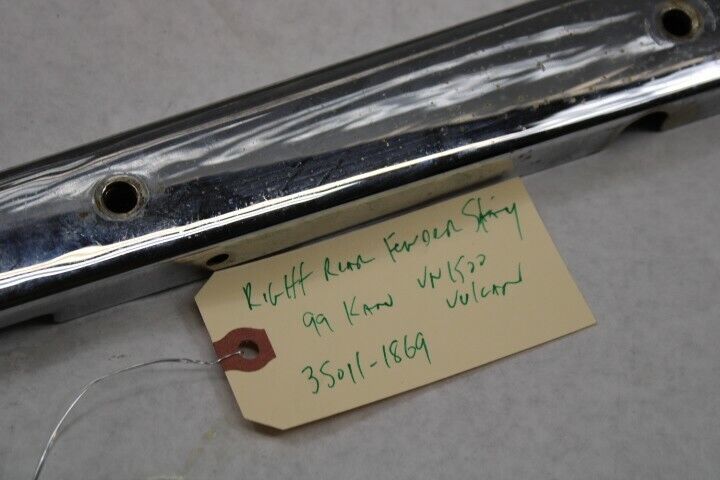 RIGHT REAR FENDER Stay
99 KAW VN1500
VULCAN
35011-1869